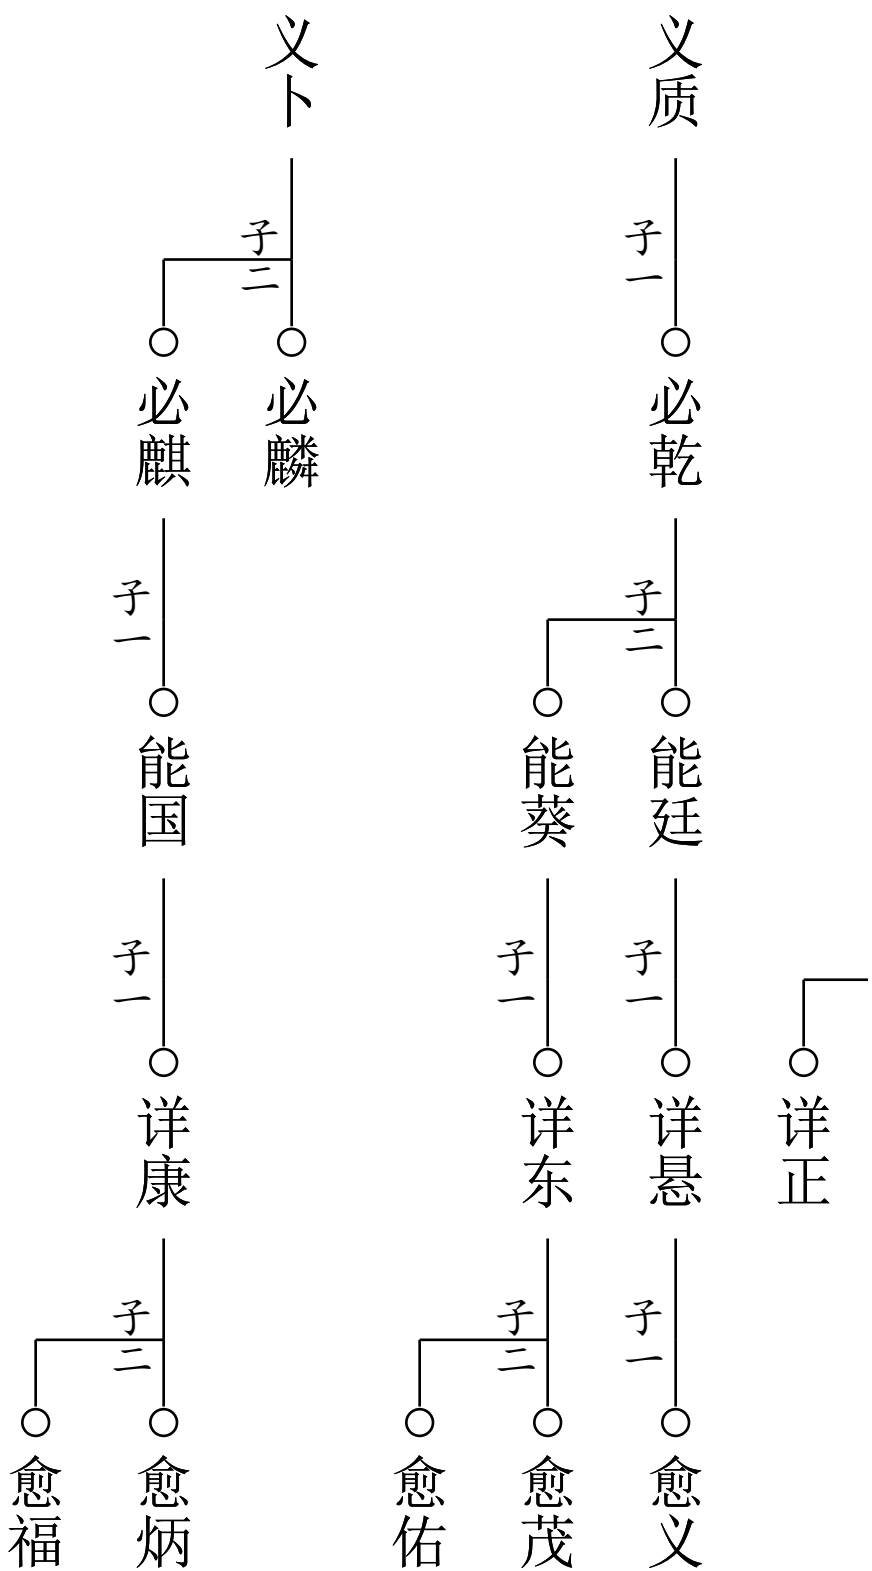 义质
义卜
子一
子二
必乾
必麟
必麒
子二
子一
能廷
能葵
能国
子一
子一
子一
详正
详悬
详东
详康
子一
子二
子二
愈义
愈茂
愈佑
愈炳
愈福